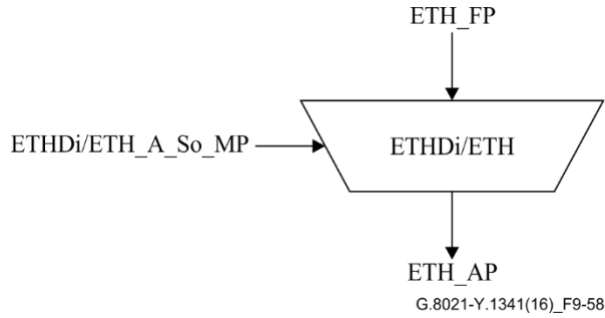 ETH_FP
ETHDi/ETH_A_So_MP
ETHDi/ETH
ETH_AP
G.8021-Y.1341(16)_F9-58